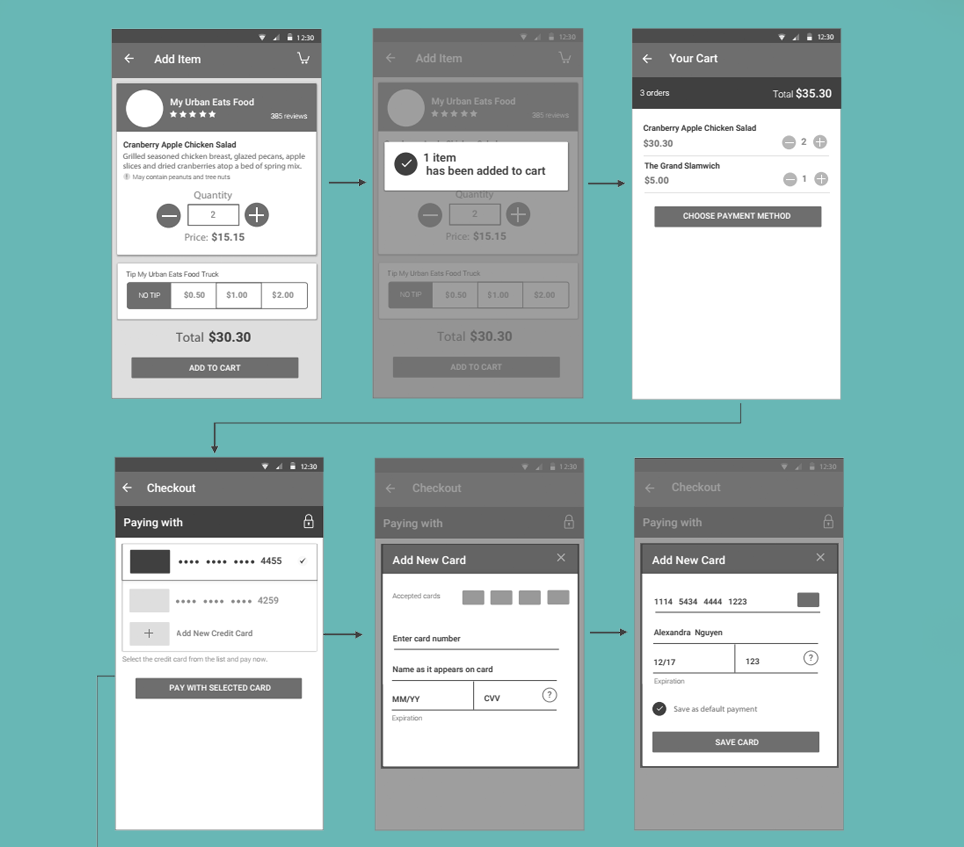 12:30
Add Item
My Urban Eats Food
385 reviews
Cranberry Apple Chicken Salad
Grilled seasoned chicken breast, glazed pecans, apple
slices and dried cranberries atop a bed of spring mix.
May contain peanuts and tree nuts
Quantity
2
Price: $15.15
Tip My Urban Eats Food Truck
NO TIP $0.50 $1.00 $2.00
Total $30.30
ADD TO CART
12:30
Add Item
My Urban Eats Food
385 reviews
1 item
has been added to cart
Quantity
2
Price: $15.15
Tip My Urban Eats Food Truck
NO TIP $0.50 $1.00 $2.00
Total $30.30
ADD TO CART
12:30
Your Cart
3 orders Total $35.30
Cranberry Apple Chicken Salad
$30.30 2
The Grand Slamwich
$5.00 1
CHOOSE PAYMENT METHOD
12:30
Checkout
Paying with
•••• •••• •••• 4455
•••• •••• •••• 4259
Add New Credit Card
Select the credit card from the list and pay now.
PAY WITH SELECTED CARD
12:30
Checkout
Paying with
Add New Card
Accepted cards
Enter card number
Name as it appears on card
MM/YY CVV ?
Expiration
12:30
Checkout
Paying with
Add New Card
1114 5434 4444 1223
Alexandra Nguyen
12/17 123 ?
Expiration
Save as default payment
SAVE CARD